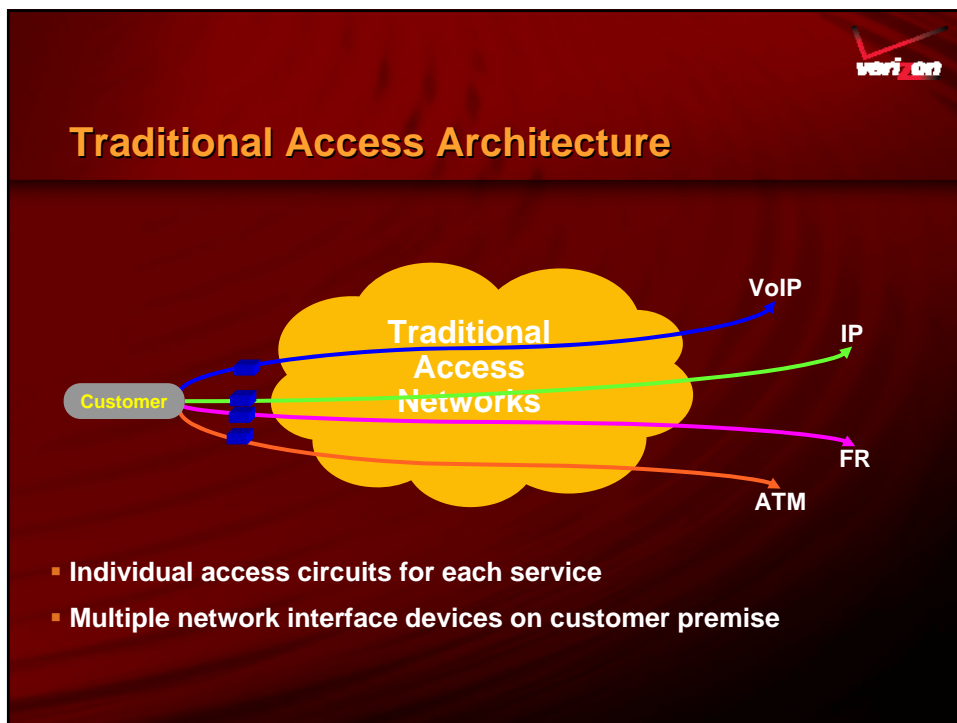 verizon
Traditional Access Architecture
VoIP
IP
Traditional
Access
Networks
Customer
FR
ATM
Individual access circuits for each service
Multiple network interface devices on customer premise